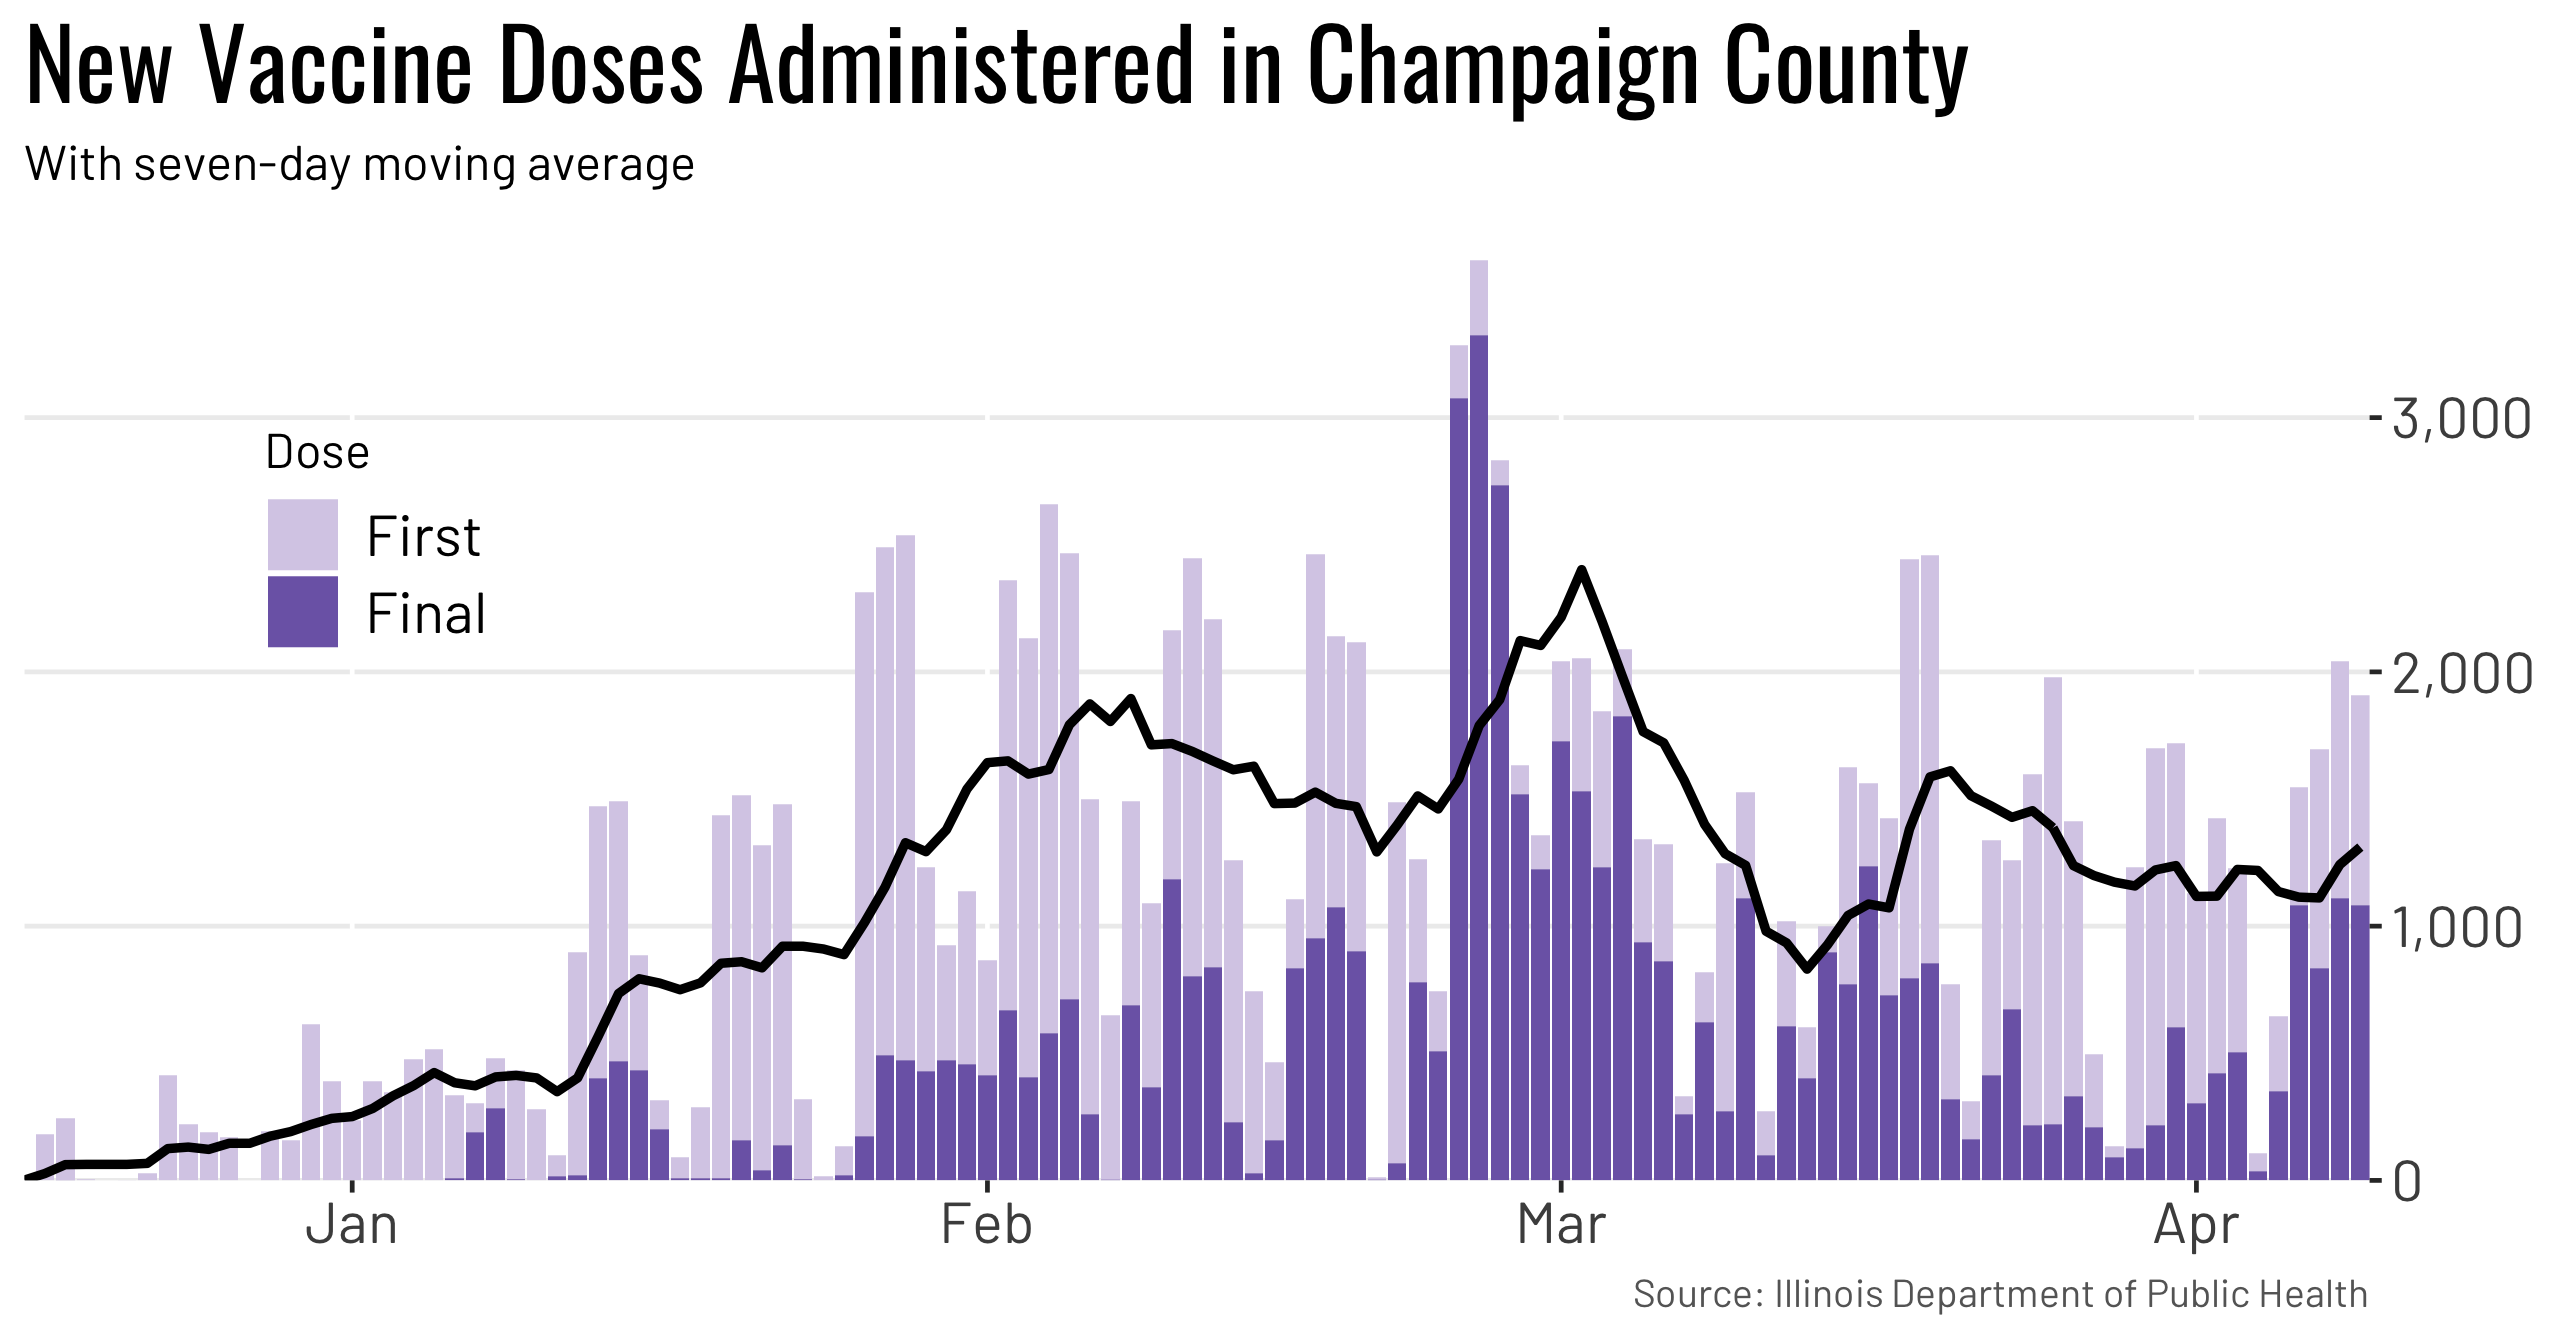 New Vaccine Doses Administered in Champaign County
With seven-day moving average
3,000
Dose
First
Final
2,000
1,000
0
Jan Feb Mar Apr
Source: Illinois Department of Public Health